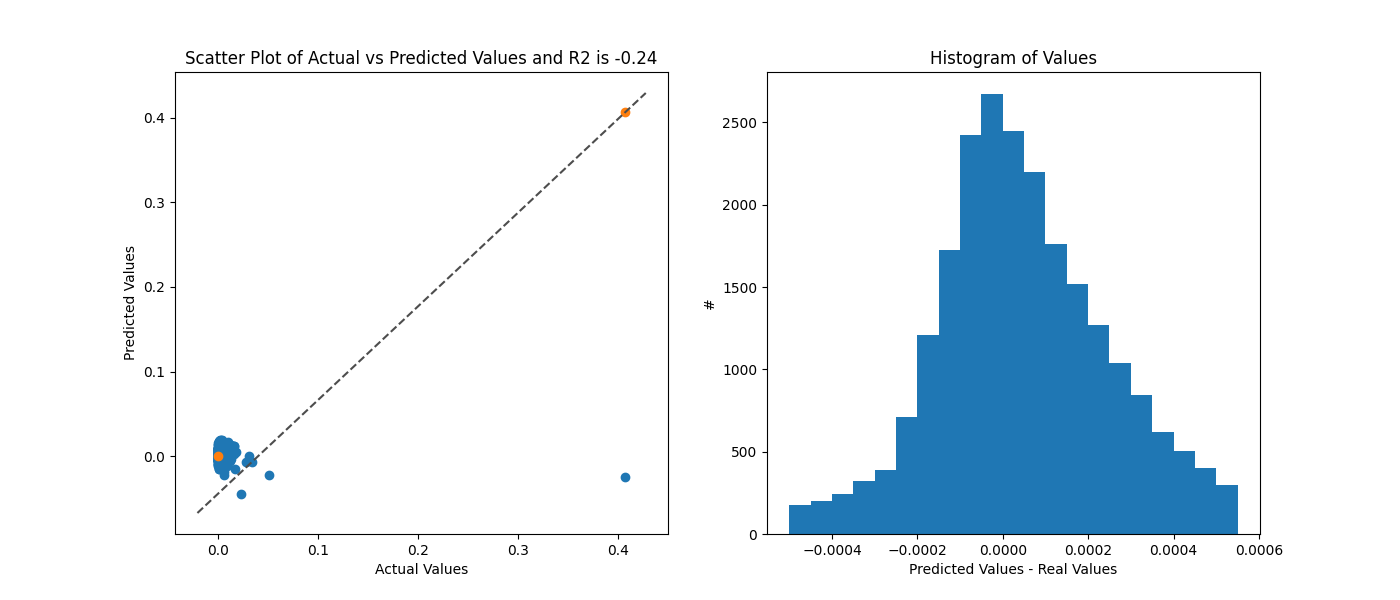 Scatter Plot of Actual vs Predicted Values and R2 is -0.24
0.4
0.3
0.2
0.1
0.0
Predicted Values
0.0 0.1 0.2 0.3 0.4
Actual Values
Histogram of Values
2500
2000
1500
1000
500
0
#
−0.0004 −0.0002 0.0000 0.0002 0.0004 0.0006
Predicted Values - Real Values